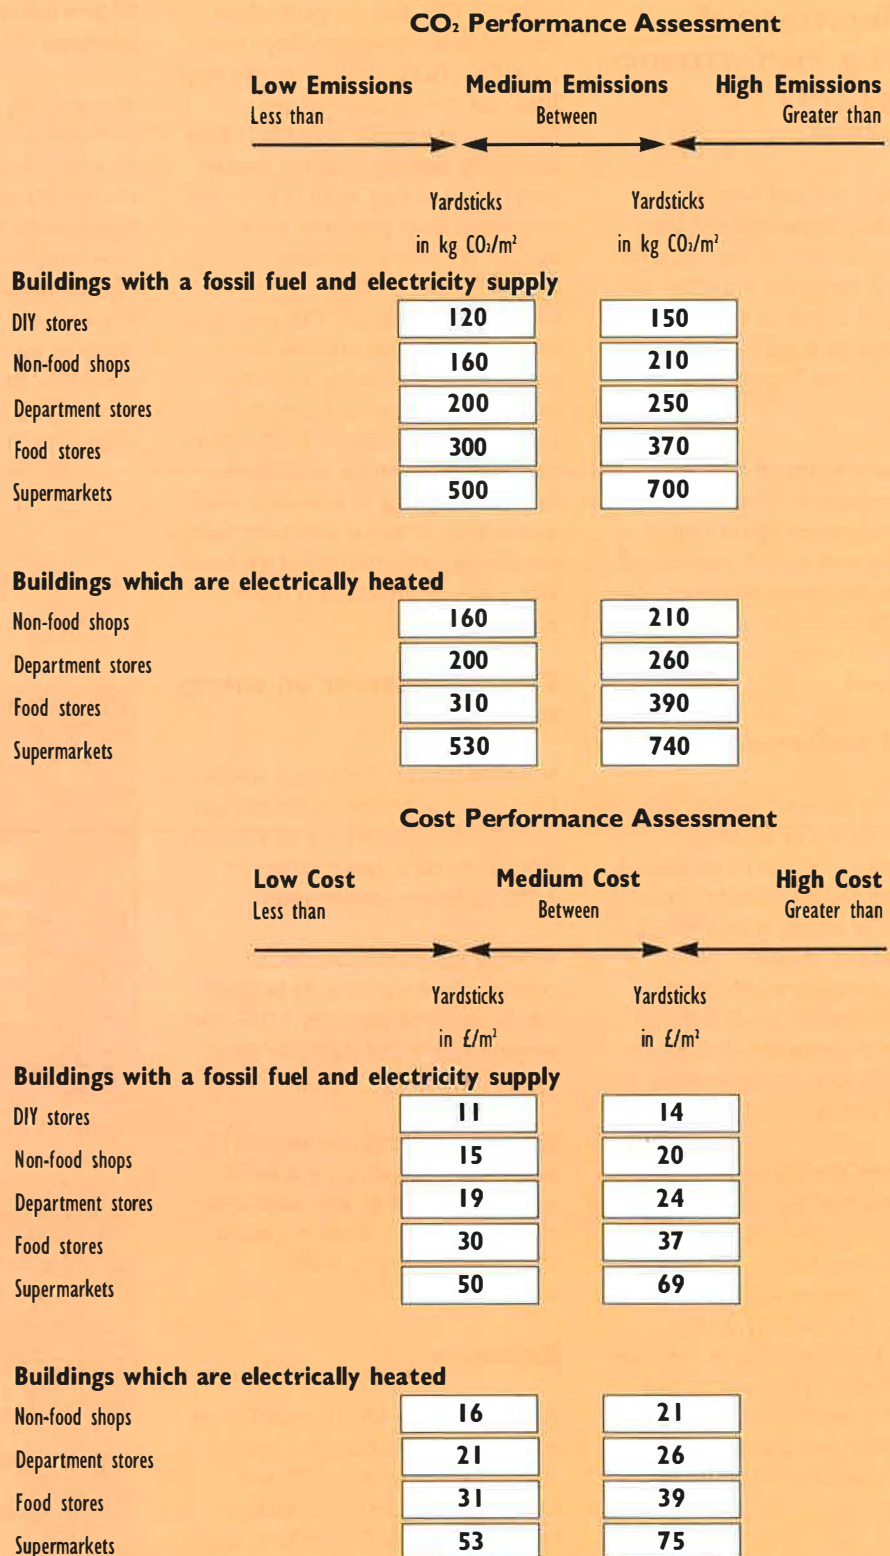 CO₂ Performance Assessment
Low Emissions Medium Emissions High Emissions
Less than Between Greater than
Yardsticks Yardsticks
in kg CO₂/m² in kg CO₂/m²
Buildings with a fossil fuel and electricity supply
DIY stores 120 150
Non-food shops 160 210
Department stores 200 250
Food stores 300 370
Supermarkets 500 700
Buildings which are electrically heated
Non-food shops 160 210
Department stores 200 260
Food stores 310 390
Supermarkets 530 740
Cost Performance Assessment
Low Cost Medium Cost High Cost
Less than Between Greater than
Yardsticks Yardsticks
in £/m² in £/m²
Buildings with a fossil fuel and electricity supply
DIY stores 11 14
Non-food shops 15 20
Department stores 19 24
Food stores 30 37
Supermarkets 50 69
Buildings which are electrically heated
Non-food shops 16 21
Department stores 21 26
Food stores 31 39
Supermarkets 53 75